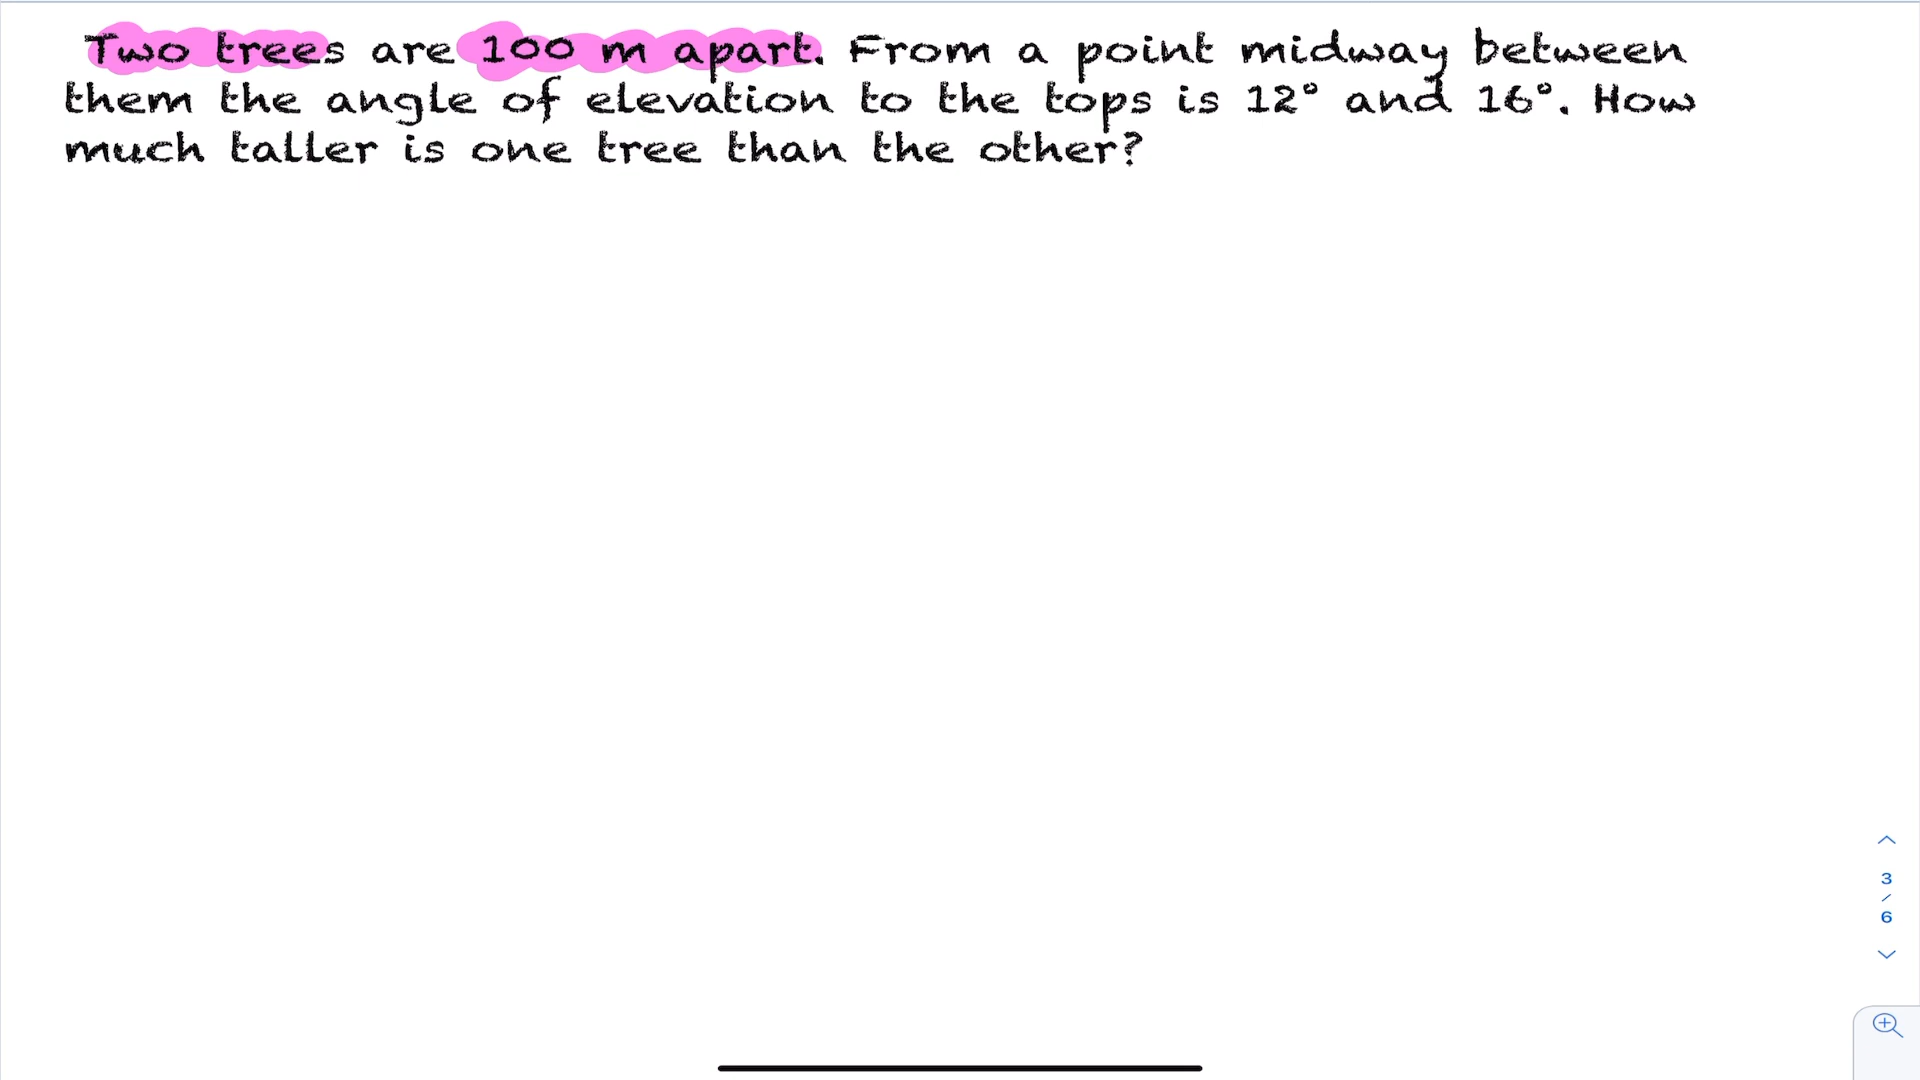 Two trees are 100 m apart. From a point midway between
them the angle of elevation to the tops is 12° and 16°. How
much taller is one tree than the other?
3
/
6